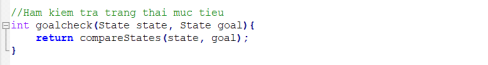 //Ham kiem tra trang thai muc tieu
int goalcheck(State state, State goal){
    return compareStates(state, goal);
}